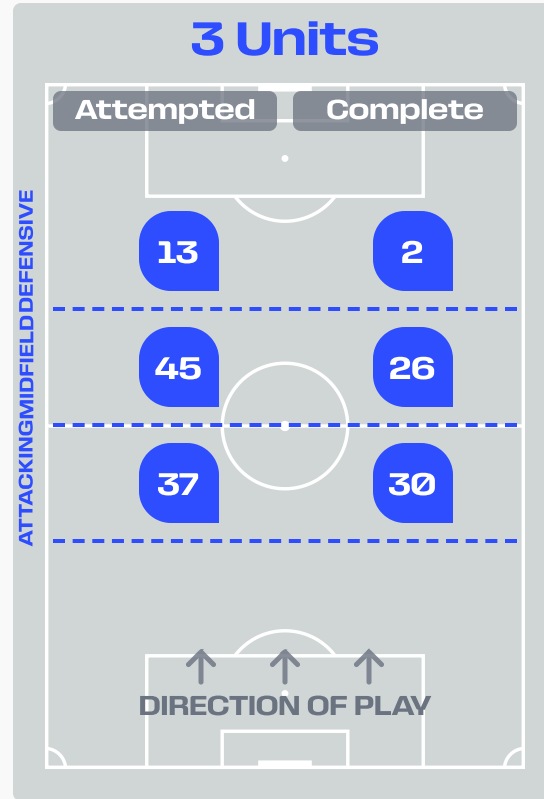 3 Units
Attempted Complete
ATTACKING MIDFIELD DEFENSIVE
13 2
45 26
37 30
DIRECTION OF PLAY